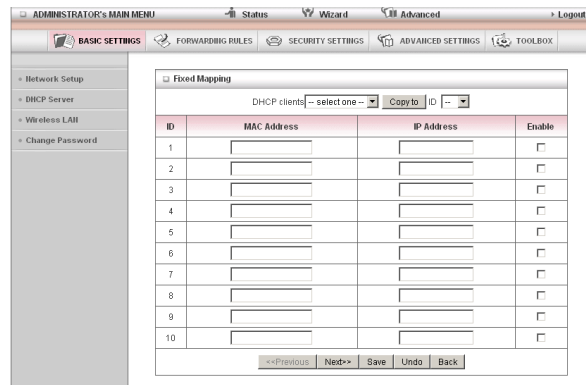 ADMINISTRATOR's MAIN MENU Status Wizard Advanced Logout
BASIC SETTINGS FORWARDING RULES SECURITY SETTINGS ADVANCED SETTINGS TOOLBOX
Network Setup
DHCP Server
Wireless LAN
Change Password
Fixed Mapping
DHCP clients -- select one -- Copy to ID --
ID MAC Address IP Address Enable
1
2
3
4
5
6
7
8
9
10
<<Previous Next>> Save Undo Back